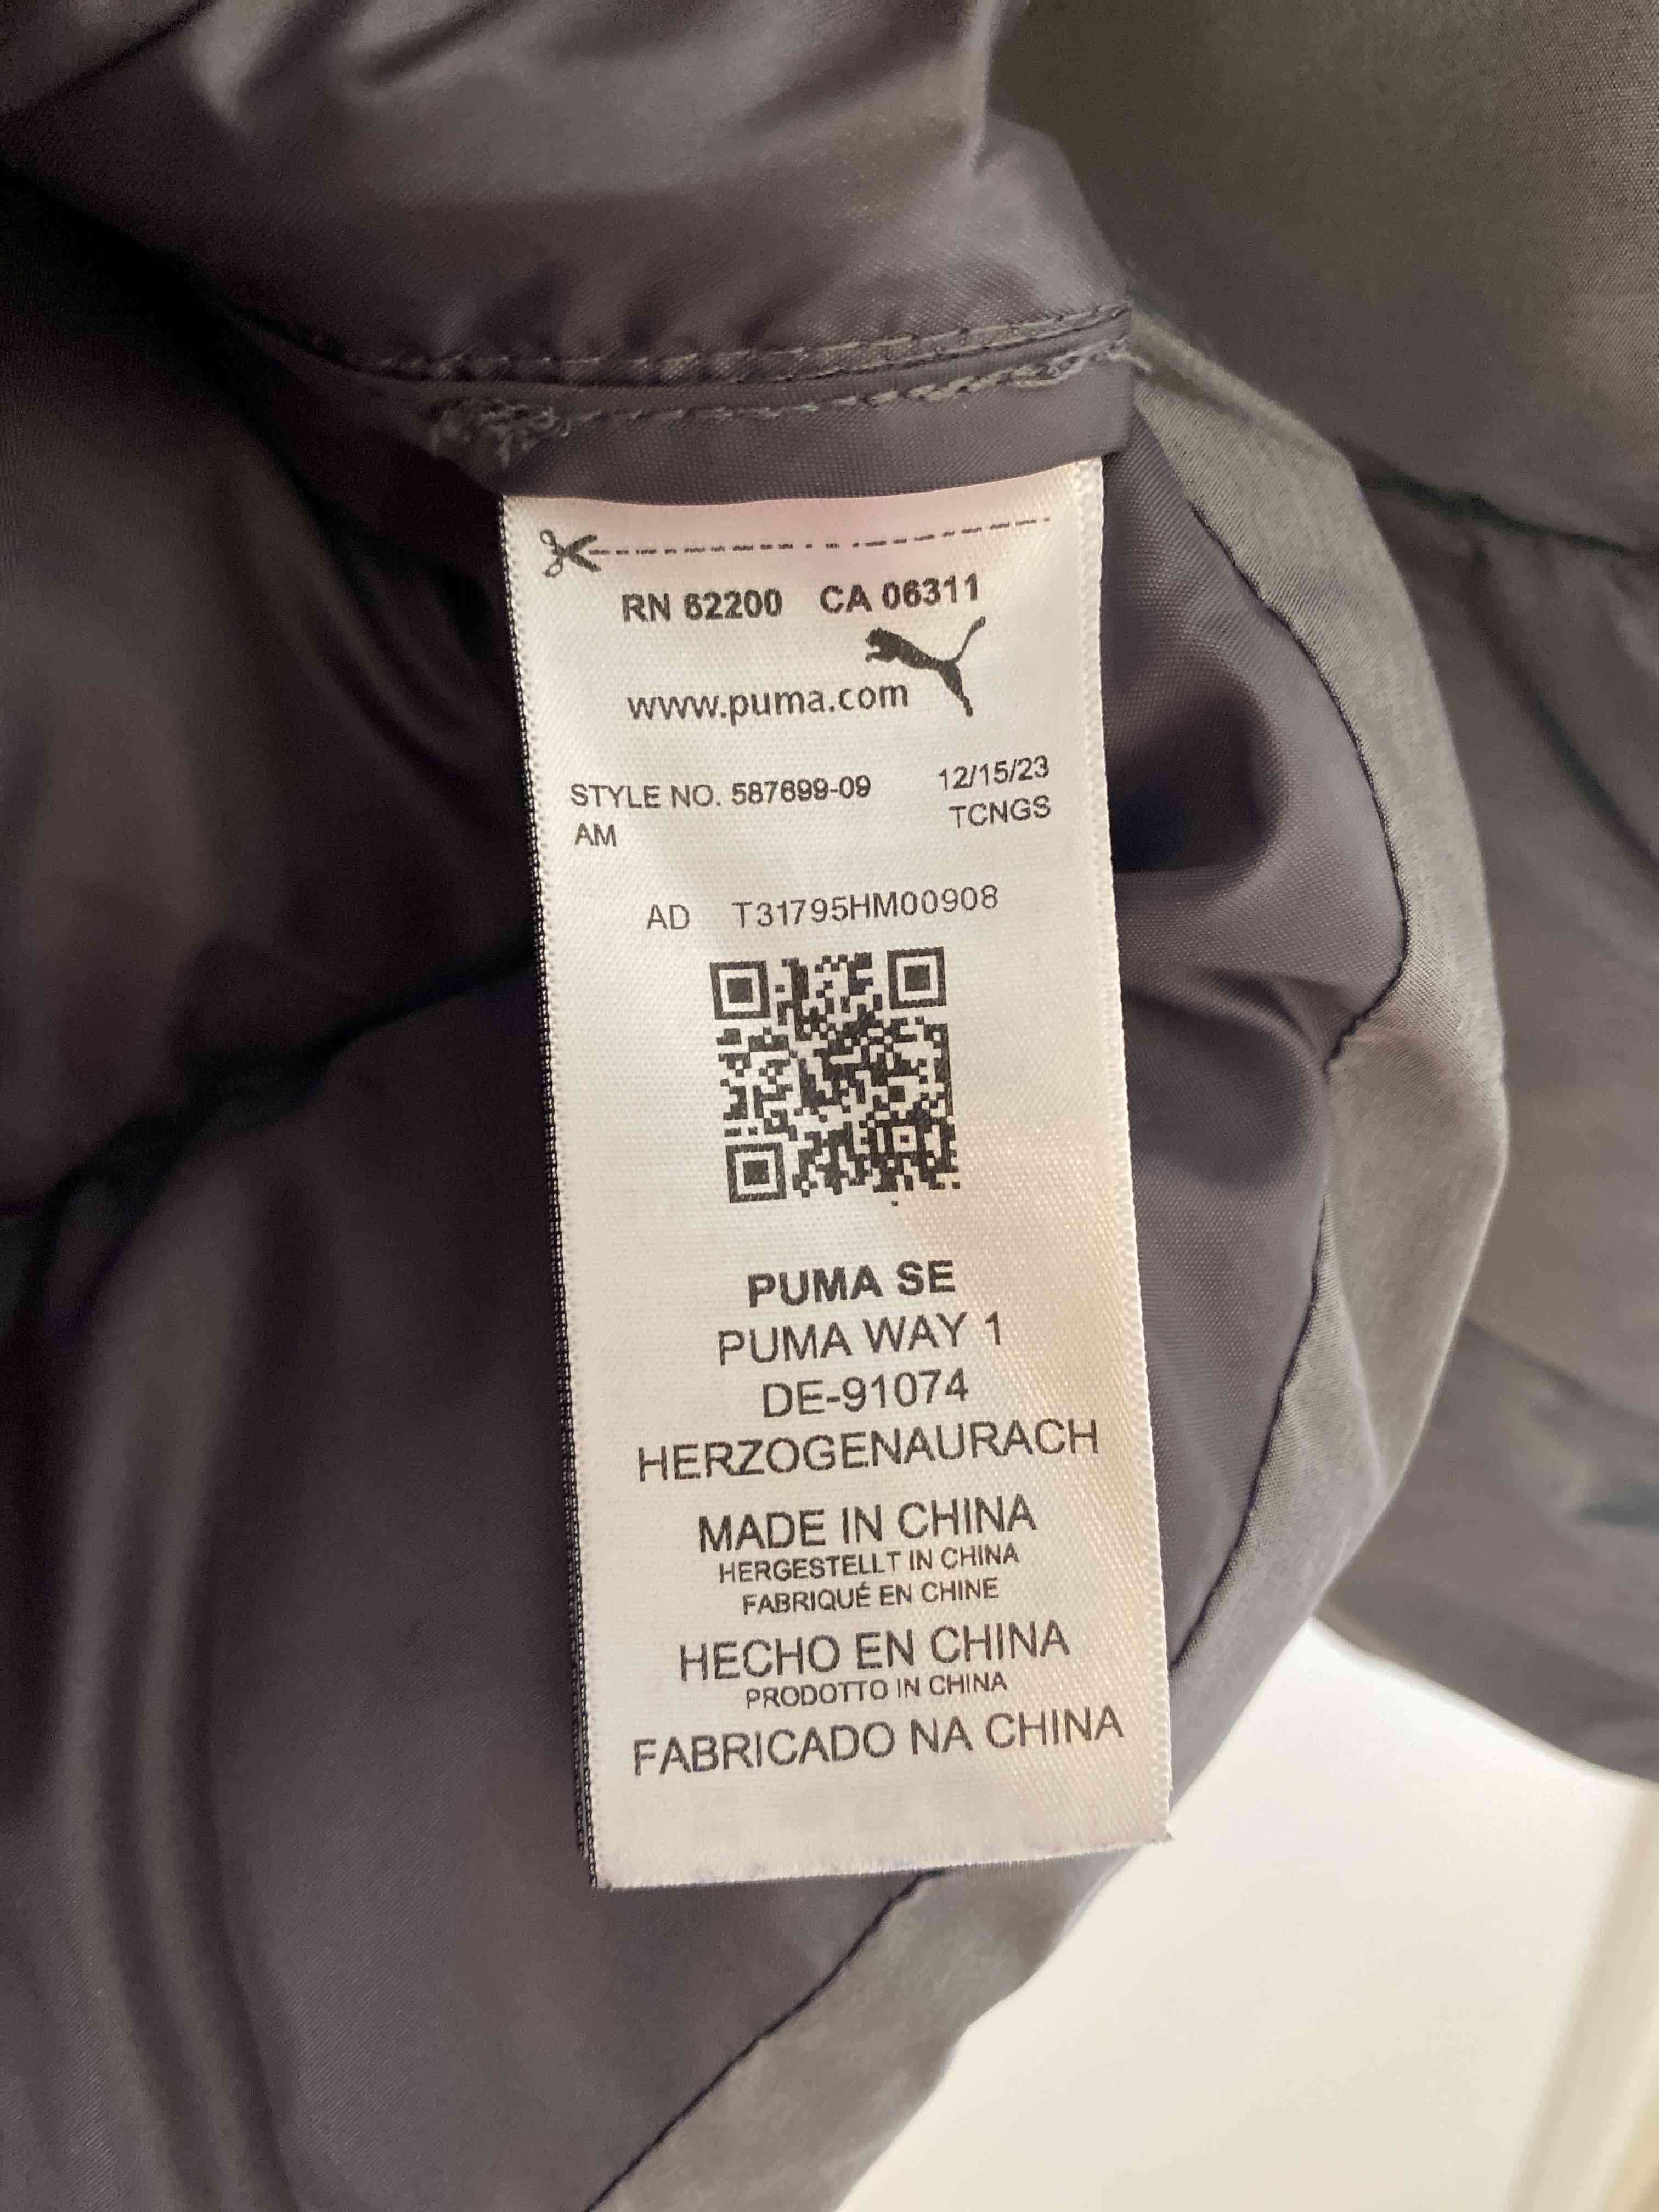 RN 62200 CA 06311
www.puma.com
STYLE NO. 587699-09 12/15/23
AM TCNGS
AD T31795HM00908
PUMA SE
PUMA WAY 1
DE-91074
HERZOGENAURACH
MADE IN CHINA
HERGESTELLT IN CHINA
FABRIQUÉ EN CHINE
HECHO EN CHINA
PRODOTTO IN CHINA
FABRICADO NA CHINA